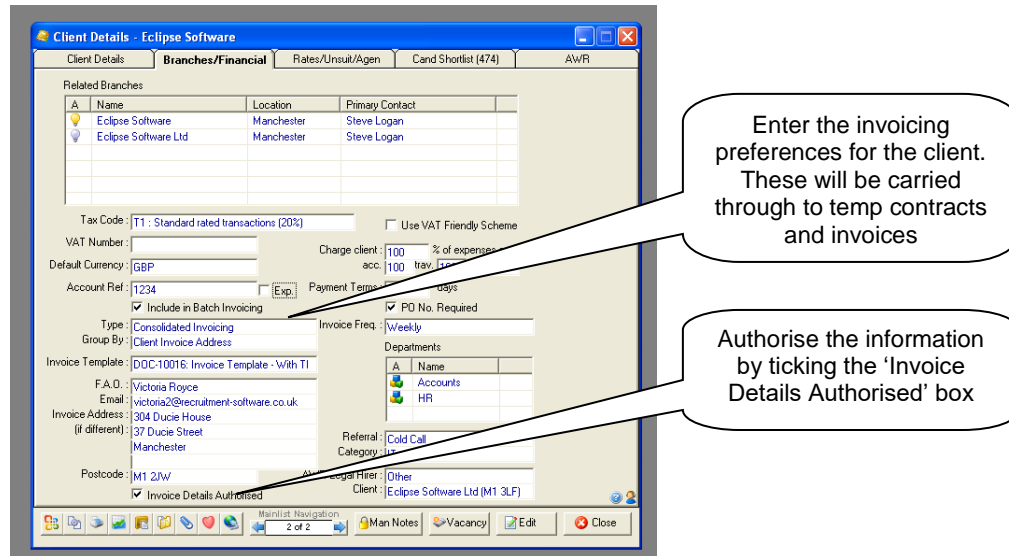 Client Details - Eclipse Software
Client Details Branches/Financial Rates/Unsuit/Agen Cand Shortlist (474) AWR
Related Branches
A Name Location Primary Contact
Eclipse Software Manchester Steve Logan
Eclipse Software Ltd Manchester Steve Logan
Tax Code : T1 : Standard rated transactions (20%) Use VAT Friendly Scheme
VAT Number : Charge client : 100 % of expenses
Default Currency : GBP acc. 100 trav.
Account Ref : 1234 Exp. Payment Terms : days
Include in Batch Invoicing PO No. Required
Type : Consolidated Invoicing Invoice Freq. : Weekly
Group By : Client Invoice Address Departments
Invoice Template : DOC-10016: Invoice Template - With TI A Name
F.A.O. : Victoria Royce Accounts
Email : victoria2@recruitment-software.co.uk HR
Invoice Address : 304 Ducie House
(if different) : 37 Ducie Street Referral : Cold Call
Manchester Category :
Postcode : M1 2JW Legal Hirer : Other
Invoice Details Authorised Client : Eclipse Software Ltd (M1 3LF)
Mainlist Navigation
2 of 2 Man Notes Vacancy Edit Close
Enter the invoicing
preferences for the client.
These will be carried
through to temp contracts
and invoices
Authorise the information
by ticking the ‘Invoice
Details Authorised’ box